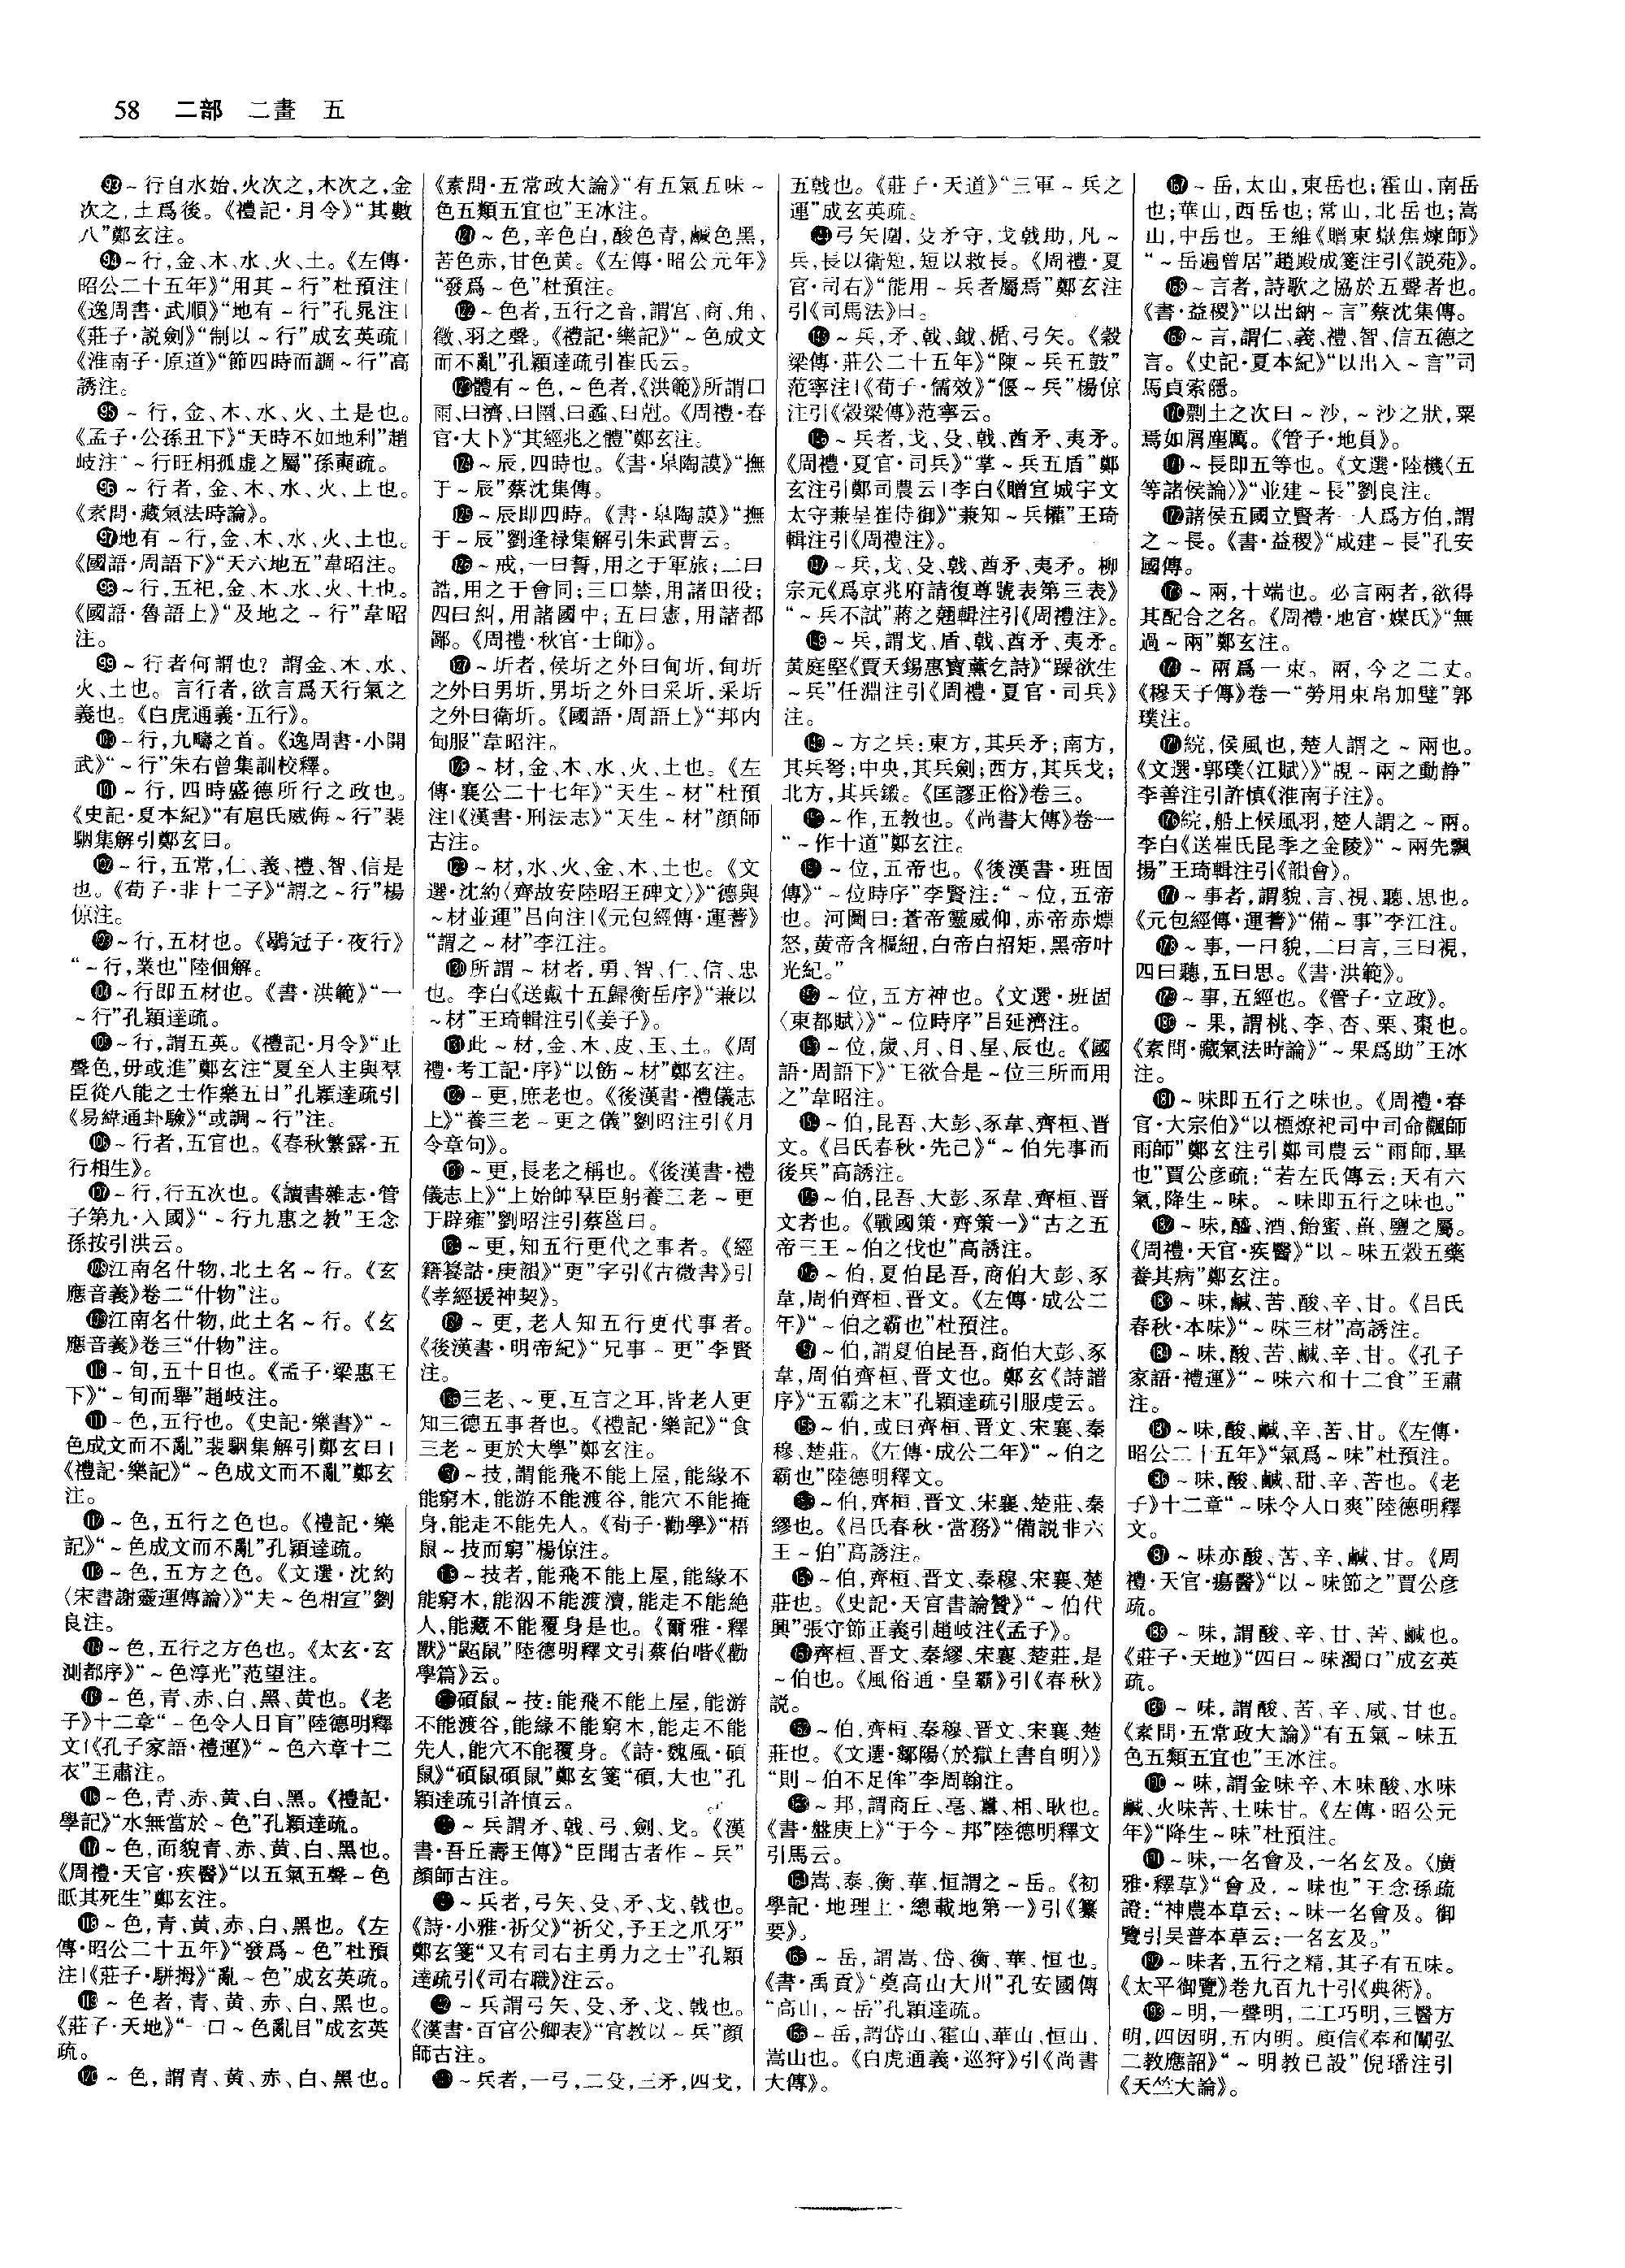 58 二部 二畫 五
93～行自水始,火次之,木次之,金
次之,土爲後。《禮記·月令》“其數
八”鄭玄注。
94～行,金、木、水、火、土。《左傳·
昭公二十五年》“用其～行”杜預注|
《逸周書·武順》“地有～行”孔晁注|
《莊子·説劍》“制以～行”成玄英疏|
《淮南子·原道》“節四時而調～行”高
誘注。
95～行,金、木、水、火、土是也。
《孟子·公孫丑下》“天時不如地利”趙
岐注“～行旺相孤虚之屬”孫奭疏。
96～行者,金、木、水、火、土也。
《素問·藏氣法時論》。
97地有～行,金、木、水、火、土也。
《國語·周語下》“天六地五”韋昭注。
98～行,五祀,金、木、水、火、土也。
《國語·魯語上》“及地之～行”韋昭
注。
99～行者何謂也？謂金、木、水、
火、土也。言行者,欲言爲天行氣之
義也。《白虎通義·五行》。
100～行,九疇之首。《逸周書·小開
武》“～行”朱右曾集訓校釋。
101～行,四時盛德所行之政也。
《史記·夏本紀》“有扈氏威侮～行”裴
駰集解引鄭玄曰。
102～行,五常,仁、義、禮、智、信是
也。《荀子·非十二子》“謂之～行”楊
倞注。
103～行,五材也。《鶡冠子·夜行》
“～行,業也”陸佃解。
104～行即五材也。《書·洪範》“一
～行”孔穎達疏。
105～行,謂五英。《禮記·月令》“止
聲色,毋或進”鄭玄注“夏至人主與羣
臣從八能之士作樂五日”孔穎達疏引
《易緯通卦驗》“或調～行”注。
106～行者,五官也。《春秋繁露·五
行相生》。
107～行,行五次也。《讀書雜志·管
子第九·入國》“～行九惠之教”王念
孫按引洪云。
108江南名什物,北土名～行。《玄
應音義》卷二“什物”注。
109江南名什物,此土名～行。《玄
應音義》卷三“什物”注。
110～旬,五十日也。《孟子·梁惠王
下》“～旬而舉”趙岐注。
111～色,五行也。《史記·樂書》“～
色成文而不亂”裴駰集解引鄭玄曰|
《禮記·樂記》“～色成文而不亂”鄭玄
注。
112～色,五行之色也。《禮記·樂
記》“～色成文而不亂”孔穎達疏。
113～色,五方之色。《文選·沈約
〈宋書謝靈運傳論〉》“夫～色相宣”劉
良注。
114～色,五行之方色也。《太玄·玄
測都序》“～色淳光”范望注。
115～色,青、赤、白、黑、黄也。《老
子》十二章“～色令人目盲”陸德明釋
文|《孔子家語·禮運》“～色六章十二
衣”王肅注。
116～色,青、赤、黄、白、黑。《禮記·
學記》“水無當於～色”孔穎達疏。
117～色,面貌青、赤、黄、白、黑也。
《周禮·天官·疾醫》“以五氣五聲～色
眂其死生”鄭玄注。
118～色,青、黄、赤、白、黑也。《左
傳·昭公二十五年》“發爲～色”杜預
注|《莊子·駢拇》“亂～色”成玄英疏。
119～色者,青、黄、赤、白、黑也。
《莊子·天地》“一曰～色亂目”成玄英
疏。
120～色,謂青、黄、赤、白、黑也。
《素問·五常政大論》“有五氣五味～
色五類五宜也”王冰注。
121～色,辛色白,酸色青,鹹色黑,
苦色赤,甘色黄。《左傳·昭公元年》
“發爲～色”杜預注。
122～色者,五行之音,謂宫、商、角、
徵、羽之聲。《禮記·樂記》“～色成文
而不亂”孔穎達疏引崔氏云。
123體有～色,～色者,《洪範》所謂曰
雨、曰濟、曰圛、曰蟊、曰尅。《周禮·春
官·大卜》“其經兆之體”鄭玄注。
124～辰,四時也。《書·臯陶謨》“撫
于～辰”蔡沈集傳。
125～辰即四時。《書·臯陶謨》“撫
于～辰”劉逢禄集解引朱武曹云。
126～戒,一曰誓,用之于軍旅;二曰
誥,用之于會同;三曰禁,用諸田役;
四曰糾,用諸國中;五曰憲,用諸都
鄙。《周禮·秋官·士師》。
127～圻者,侯圻之外曰甸圻,甸圻
之外曰男圻,男圻之外曰采圻,采圻
之外曰衛圻。《國語·周語上》“邦内
甸服”韋昭注。
128～材,金、木、水、火、土也。《左
傳·襄公二十七年》“天生～材”杜預
注|《漢書·刑法志》“天生～材”顔師
古注。
129～材,水、火、金、木、土也。《文
選·沈約〈齊故安陸昭王碑文〉》“德與
～材並運”吕向注|《元包經傳·運蓍》
“謂之～材”李江注。
130所謂～材者,勇、智、仁、信、忠
也。李白《送戴十五歸衡岳序》“兼以
～材”王琦輯注引《姜子》。
131此～材,金、木、皮、玉、土。《周
禮·考工記·序》“以飭～材”鄭玄注。
132～更,庶老也。《後漢書·禮儀志
上》“養三老～更之儀”劉昭注引《月
令章句》。
133～更,長老之稱也。《後漢書·禮
儀志上》“上始帥羣臣躬養三老～更
于辟雍”劉昭注引蔡邕曰。
134～更,知五行更代之事者。《經
籍籑詁·庚韻》“更”字引《古微書》引
《孝經援神契》。
135～更,老人知五行更代事者。
《後漢書·明帝紀》“兄事～更”李賢
注。
136三老、～更,互言之耳,皆老人更
知三德五事者也。《禮記·樂記》“食
三老～更於大學”鄭玄注。
137～技,謂能飛不能上屋,能緣不
能窮木,能游不能渡谷,能穴不能掩
身,能走不能先人。《荀子·勸學》“梧
鼠～技而窮”楊倞注。
138～技者,能飛不能上屋,能緣不
能窮木,能泅不能渡瀆,能走不能絶
人,能藏不能覆身是也。《爾雅·釋
獸》“鼫鼠”陸德明釋文引蔡伯喈《勸
學篇》云。
139碩鼠～技:能飛不能上屋,能游
不能渡谷,能緣不能窮木,能走不能
先人,能穴不能覆身。《詩·魏風·碩
鼠》“碩鼠碩鼠”鄭玄箋“碩,大也”孔
穎達疏引許慎云。
140～兵謂矛、戟、弓、劍、戈。《漢
書·吾丘壽王傳》“臣聞古者作～兵”
顔師古注。
141～兵者,弓矢、殳、矛、戈、戟也。
《詩·小雅·祈父》“祈父,予王之爪牙”
鄭玄箋“又有司右主勇力之士”孔穎
達疏引《司右職》注云。
142～兵謂弓矢、殳、矛、戈、戟也。
《漢書·百官公卿表》“官教以～兵”顔
師古注。
143～兵者,一弓,二殳,三矛,四戈,
五戟也。《莊子·天道》“三軍～兵之
運”成玄英疏。
144弓矢圍,殳矛守,戈戟助,凡～
兵,長以衛短,短以救長。《周禮·夏
官·司右》“能用～兵者屬焉”鄭玄注
引《司馬法》曰。
145～兵,矛、戟、鉞、楯、弓矢。《穀
梁傳·莊公二十五年》“陳～兵五鼓”
范寧注|《荀子·儒效》“偃～兵”楊倞
注引《穀梁傳》范寧云。
146～兵者,戈、殳、戟、酋矛、夷矛。
《周禮·夏官·司兵》“掌～兵五盾”鄭
玄注引鄭司農云|李白《贈宣城宇文
太守兼呈崔侍御》“兼知～兵權”王琦
輯注引《周禮注》。
147～兵,戈、殳、戟、酋矛、夷矛。柳
宗元《爲京兆府請復尊號表第三表》
“～兵不試”蔣之翹輯注引《周禮注》。
148～兵,謂戈、盾、戟、酋矛、夷矛。
黄庭堅《賈天錫惠寶薰乞詩》“躁欲生
～兵”任淵注引《周禮·夏官·司兵》
注。
149～方之兵:東方,其兵矛;南方,
其兵弩;中央,其兵劍;西方,其兵戈;
北方,其兵鎩。《匡謬正俗》卷三。
150～作,五教也。《尚書大傳》卷一
“～作十道”鄭玄注。
151～位,五帝也。《後漢書·班固
傳》“～位時序”李賢注:“～位,五帝
也。河圖曰:蒼帝靈威仰,赤帝赤熛
怒,黄帝含樞紐,白帝白招矩,黑帝叶
光紀。”
152～位,五方神也。《文選·班固
〈東都賦〉》“～位時序”吕延濟注。
153～位,歲、月、日、星、辰也。《國
語·周語下》“王欲合是～位三所而用
之”韋昭注。
154～伯,昆吾、大彭、豕韋、齊桓、晋
文。《吕氏春秋·先己》“～伯先事而
後兵”高誘注。
155～伯,昆吾、大彭、豕韋、齊桓、晋
文者也。《戰國策·齊策一》“古之五
帝三王～伯之伐也”高誘注。
156～伯,夏伯昆吾,商伯大彭、豕
韋,周伯齊桓、晋文。《左傳·成公二
年》“～伯之霸也”杜預注。
157～伯,謂夏伯昆吾,商伯大彭、豕
韋,周伯齊桓、晋文也。鄭玄《詩譜
序》“五霸之末”孔穎達疏引服虔云。
158～伯,或曰齊桓、晋文、宋襄、秦
穆、楚莊。《左傳·成公二年》“～伯之
霸也”陸德明釋文。
159～伯,齊桓、晋文、宋襄、楚莊、秦
繆也。《吕氏春秋·當務》“備説非六
王～伯”高誘注。
160～伯,齊桓、晋文、秦穆、宋襄、楚
莊也。《史記·天官書論贊》“～伯代
興”張守節正義引趙岐注《孟子》。
161齊桓、晋文、秦繆、宋襄、楚莊,是
～伯也。《風俗通·皇霸》引《春秋》
説。
162～伯,齊桓、秦穆、晋文、宋襄、楚
莊也。《文選·鄒陽〈於獄上書自明〉》
“則～伯不足侔”李周翰注。
163～邦,謂商丘、亳、囂、相、耿也。
《書·盤庚上》“于今～邦”陸德明釋文
引馬云。
164嵩、泰、衡、華、恒謂之～岳。《初
學記·地理上·總載地第一》引《纂
要》。
165～岳,謂嵩、岱、衡、華、恒也。
《書·禹貢》“奠高山大川”孔安國傳
“高山,～岳”孔穎達疏。
166～岳,謂岱山、霍山、華山、恒山、
嵩山也。《白虎通義·巡狩》引《尚書
大傳》。
167～岳,太山,東岳也;霍山,南岳
也;華山,西岳也;常山,北岳也;嵩
山,中岳也。王維《贈東嶽焦煉師》
“～岳遍曾居”趙殿成箋注引《説苑》。
168～言者,詩歌之協於五聲者也。
《書·益稷》“以出納～言”蔡沈集傳。
169～言,謂仁、義、禮、智、信五德之
言。《史記·夏本紀》“以出入～言”司
馬貞索隱。
170剽土之次曰～沙,～沙之狀,粟
焉如屑塵厲。《管子·地員》。
171～長即五等也。《文選·陸機〈五
等諸侯論〉》“並建～長”劉良注。
172諸侯五國立賢者一人爲方伯,謂
之～長。《書·益稷》“咸建～長”孔安
國傳。
173～兩,十端也。必言兩者,欲得
其配合之名。《周禮·地官·媒氏》“無
過～兩”鄭玄注。
174～兩爲一束。兩,今之二丈。
《穆天子傳》卷一“勞用束帛加璧”郭
璞注。
175綄,侯風也,楚人謂之～兩也。
《文選·郭璞〈江賦〉》“覘～兩之動静”
李善注引許慎《淮南子注》。
176綄,船上候風羽,楚人謂之～兩。
李白《送崔氏昆季之金陵》“～兩先飄
揚”王琦輯注引《韻會》。
177～事者,謂貌、言、視、聽、思也。
《元包經傳·運蓍》“備～事”李江注。
178～事,一曰貌,二曰言,三曰視,
四曰聽,五曰思。《書·洪範》。
179～事,五經也。《管子·立政》。
180～果,謂桃、李、杏、栗、棗也。
《素問·藏氣法時論》“～果爲助”王冰
注。
181～味即五行之味也。《周禮·春
官·大宗伯》“以槱燎祀司中司命飌師
雨師”鄭玄注引鄭司農云“雨師,畢
也”賈公彦疏:“若左氏傳云:天有六
氣,降生～味。～味即五行之味也。”
182～味,醯、酒、飴蜜、薑、鹽之屬。
《周禮·天官·疾醫》“以～味五穀五藥
養其病”鄭玄注。
183～味,鹹、苦、酸、辛、甘。《吕氏
春秋·本味》“～味三材”高誘注。
184～味,酸、苦、鹹、辛、甘。《孔子
家語·禮運》“～味六和十二食”王肅
注。
185～味,酸、鹹、辛、苦、甘。《左傳·
昭公二十五年》“氣爲～味”杜預注。
186～味,酸、鹹、甜、辛、苦也。《老
子》十二章“～味令人口爽”陸德明釋
文。
187～味亦酸、苦、辛、鹹、甘。《周
禮·天官·瘍醫》“以～味節之”賈公彦
疏。
188～味,謂酸、辛、甘、苦、鹹也。
《莊子·天地》“四曰～味濁口”成玄英
疏。
189～味,謂酸、苦、辛、咸、甘也。
《素問·五常政大論》“有五氣～味五
色五類五宜也”王冰注。
190～味,謂金味辛、木味酸、水味
鹹、火味苦、土味甘。《左傳·昭公元
年》“降生～味”杜預注。
191～味,一名會及,一名玄及。《廣
雅·釋草》“會及,～味也”王念孫疏
證:“神農本草云:～味一名會及。御
覽引吴普本草云:一名玄及。”
192～味者,五行之精,其子有五味。
《太平御覽》卷九百九十引《典術》。
193～明,一聲明,二工巧明,三醫方
明,四因明,五内明。庾信《奉和闡弘
二教應詔》“～明教已設”倪璠注引
《天竺大論》。